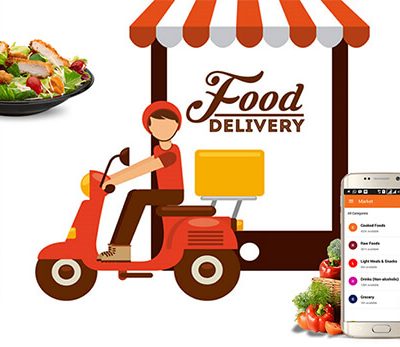 Food
DELIVERY
Market
All Categories
Cooked Foods
Raw Foods
Light Meals & Snacks
Drinks (Non-alcoholic)
Grocery